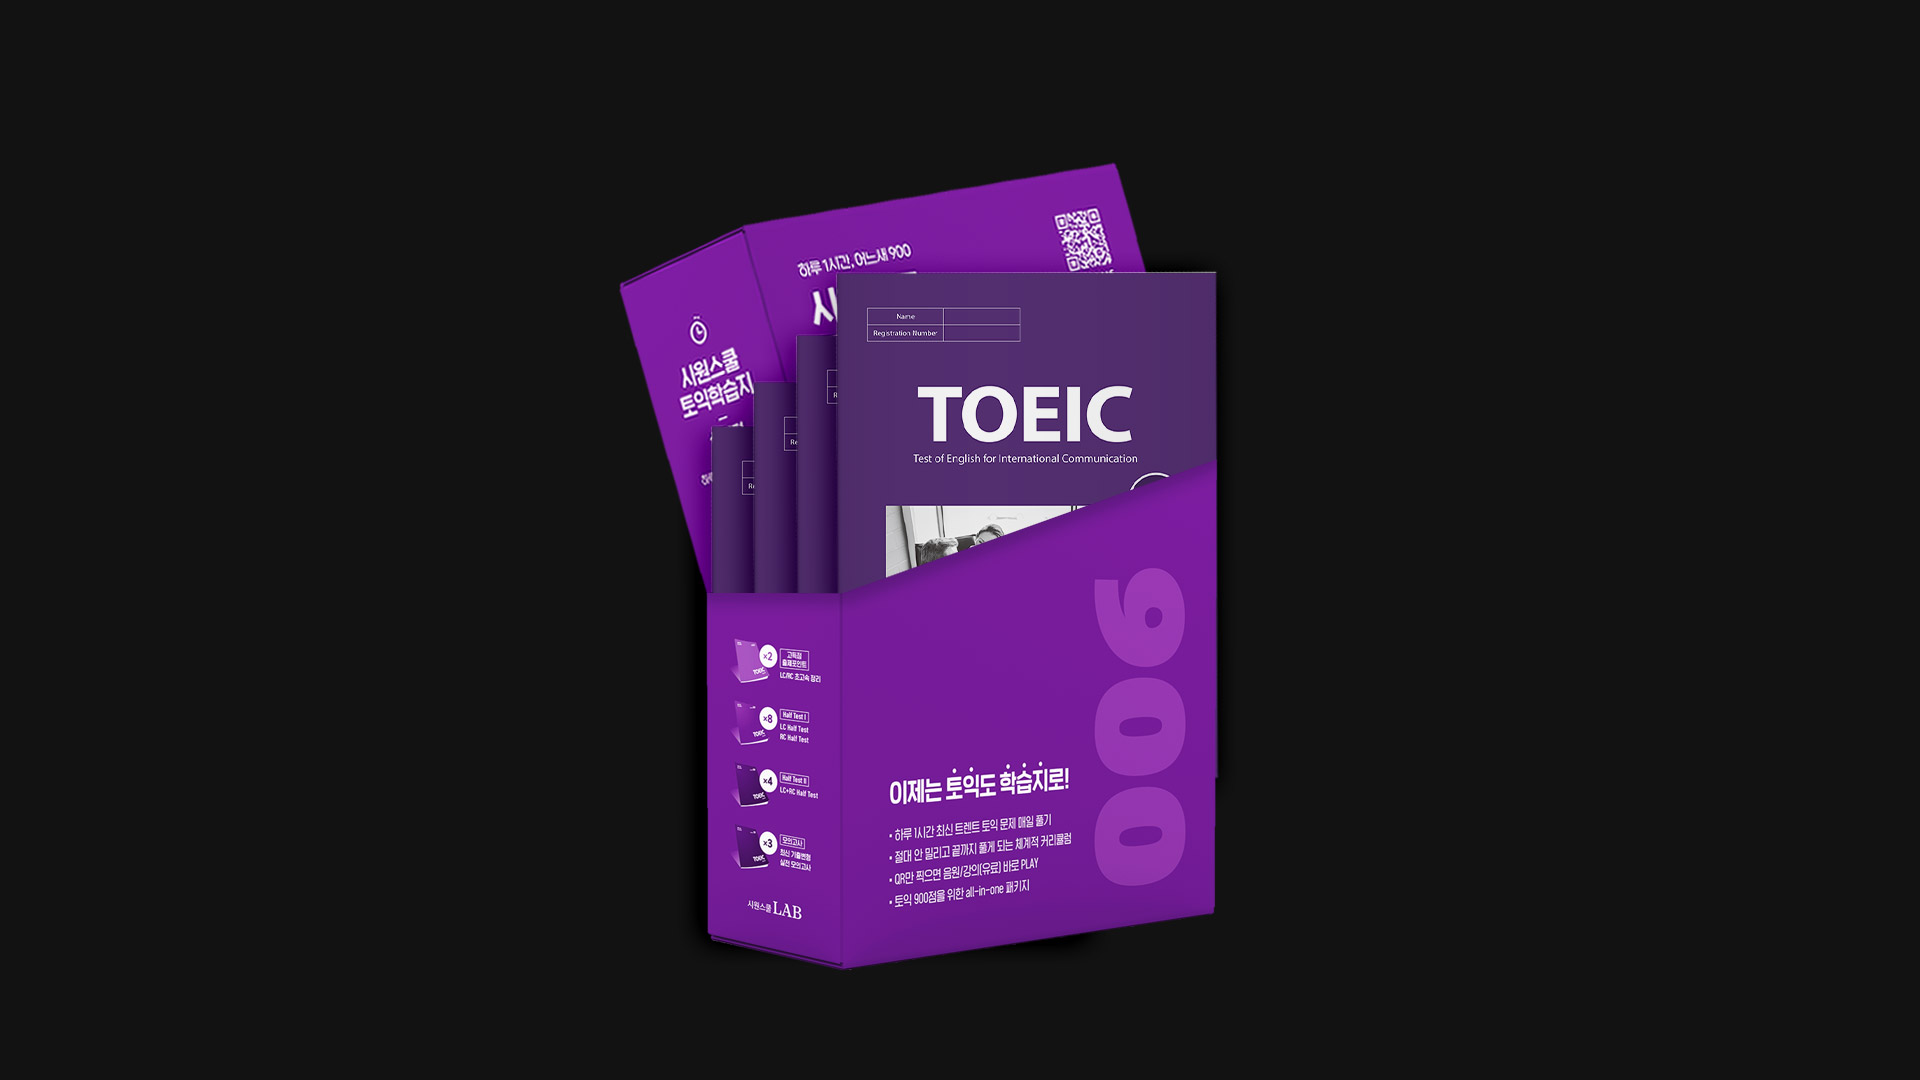 하루 1시간, 어느새 900
시
시원스쿨
토익학습지
Name
Registration Number
TOEIC
Test of English for International Communication
×2
고득점
출제포인트
LC/RC 초고속 정리
TOEIC
×8
Half Test I
LC Half Test
RC Half Test
TOEIC
×4
Half Test II
LC+RC Half Test
TOEIC
×3
모의고사
최신 기출변형
실전 모의고사
TOEIC
시원스쿨 LAB
900
이제는 토익도 학습지로!
• 하루 1시간 최신 트렌트 토익 문제 매일 풀기
• 절대 안 밀리고 끝까지 풀게 되는 체계적 커리큘럼
• QR만 찍으면 음원/강의(유료) 바로 PLAY
• 토익 900점을 위한 all-in-one 패키지